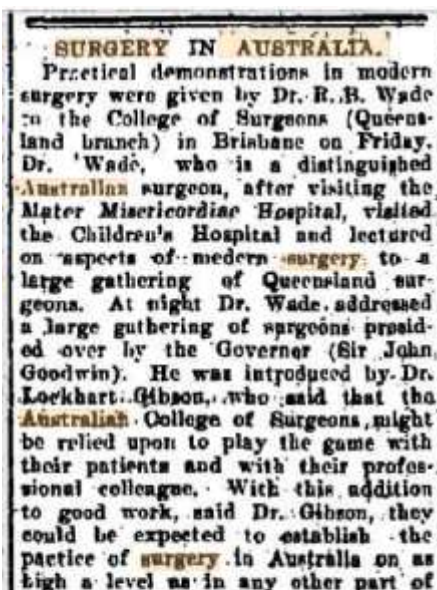 SURGERY IN AUSTRALIA.
Practical demonstrations in modern
surgery were given by Dr. R. B. Wade
to the College of Surgeons (Queens-
land branch) in Brisbane on Friday.
Dr. Wade, who is a distinguished
Australian surgeon, after visiting the
Mater Misericordiae Hospital, visited
the Children's Hospital and lectured
on aspects of modern surgery to a
large gathering of Queensland sur-
geons. At night Dr. Wade addressed
a large gathering of surgeons presid-
ed over by the Governor (Sir John
Goodwin). He was introduced by Dr.
Lockhart Gibson, who said that the
Australian College of Surgeons might
be relied upon to play the game with
their patients and with their profes-
sional colleague. With this addition
to good work, said Dr. Gibson, they
could be expected to establish the
pactice of surgery in Australia on as
high a level as in any other part of